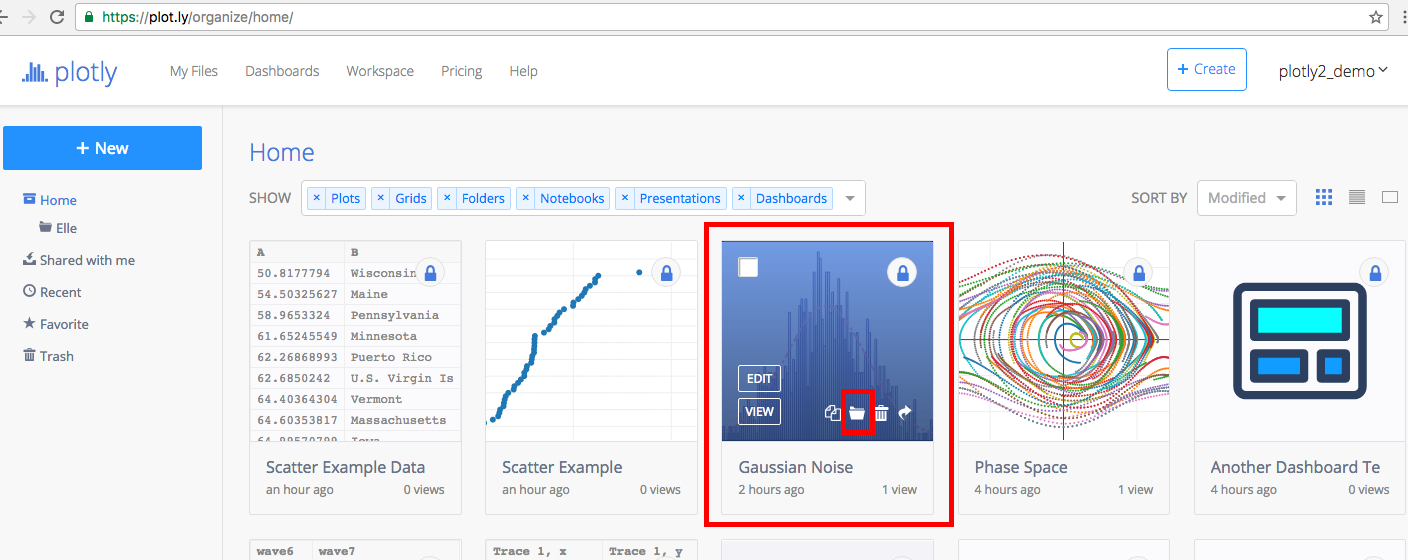 https://plot.ly/organize/home/
plotly
My Files
Dashboards
Workspace
Pricing
Help
+ Create
plotly2_demo
+ New
Home
Elle
Shared with me
Recent
Favorite
Trash
Home
SHOW
× Plots
× Grids
× Folders
× Notebooks
× Presentations
× Dashboards
SORT BY
Modified
A B
50.8177794 Wisconsin
54.50325627 Maine
58.9653324 Pennsylvania
61.65245549 Minnesota
62.26868993 Puerto Rico
62.6850242 U.S. Virgin Is
64.40364304 Vermont
64.60353817 Massachusetts
Scatter Example Data
an hour ago 0 views
Scatter Example
an hour ago 0 views
EDIT
VIEW
Gaussian Noise
2 hours ago 1 view
Phase Space
4 hours ago 1 view
Another Dashboard Te
4 hours ago 0 views
wave6 wave7
Trace 1, x Trace 1, y